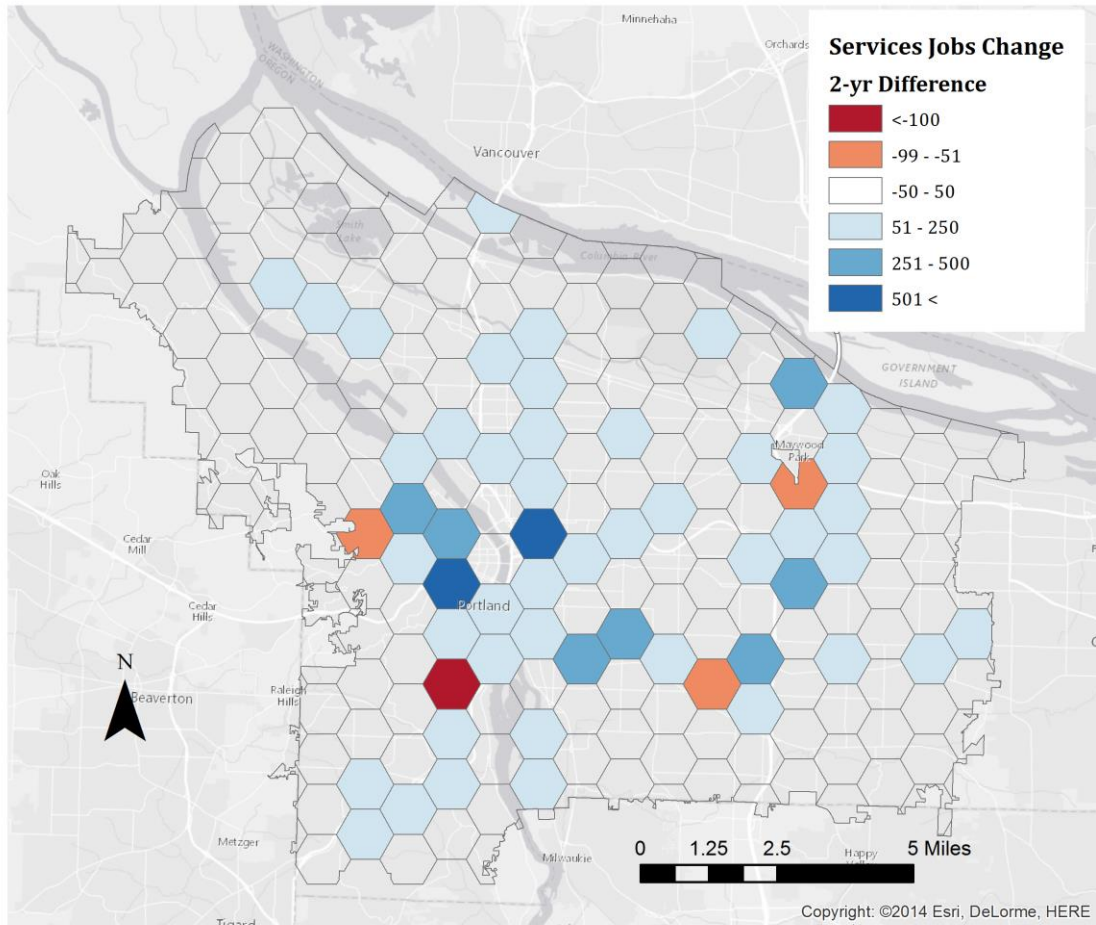 Minnehaha
Orchards
WASHINGTON
OREGON
Vancouver
Services Jobs Change
2-yr Difference
<-100
-99 - -51
-50 - 50
51 - 250
251 - 500
501 <
Smith
Lake
Columbia River
GOVERNMENT
ISLAND
Maywood
Park
Oak
Hills
Cedar
Mill
Cedar
Hills
Portland
N
Beaverton
Raleigh
Hills
Metzger
Milwaukie
0 1.25 2.5 5 Miles
Happy
Tigard
Copyright: ©2014 Esri, DeLorme, HERE